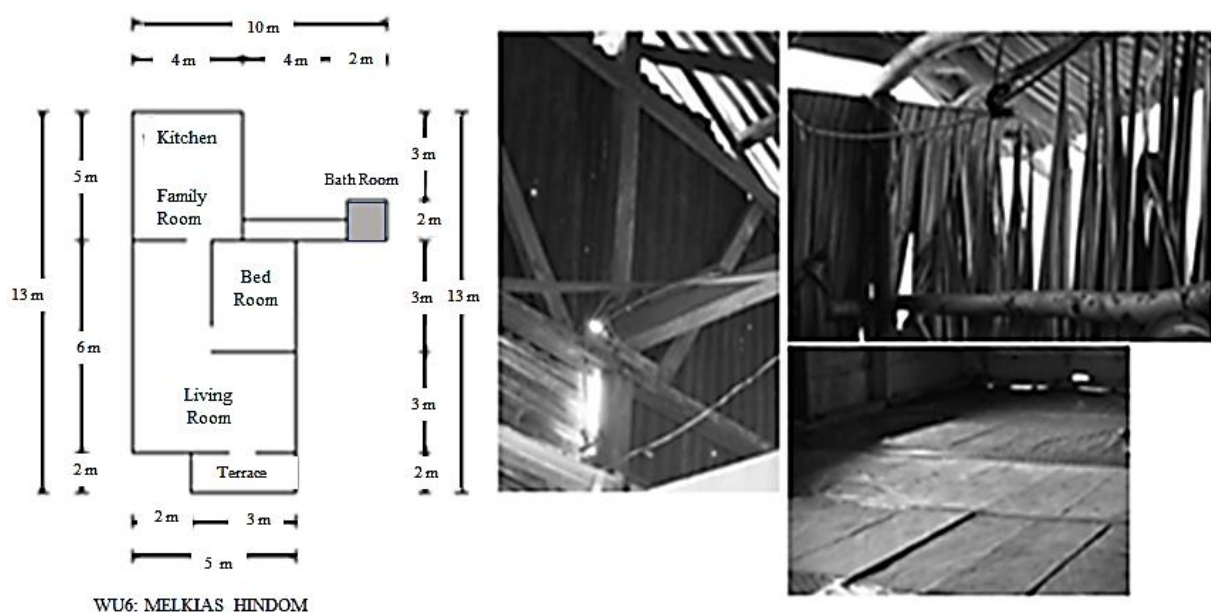 10 m
4 m 4 m 2 m
Kitchen
Family
Room
Bath Room
Bed
Room
Living
Room
Terrace
13 m
5 m
6 m
2 m
3 m
2 m
3 m
3 m
2 m
13 m
2 m 3 m
5 m
WU6: MELKIAS HINDOM